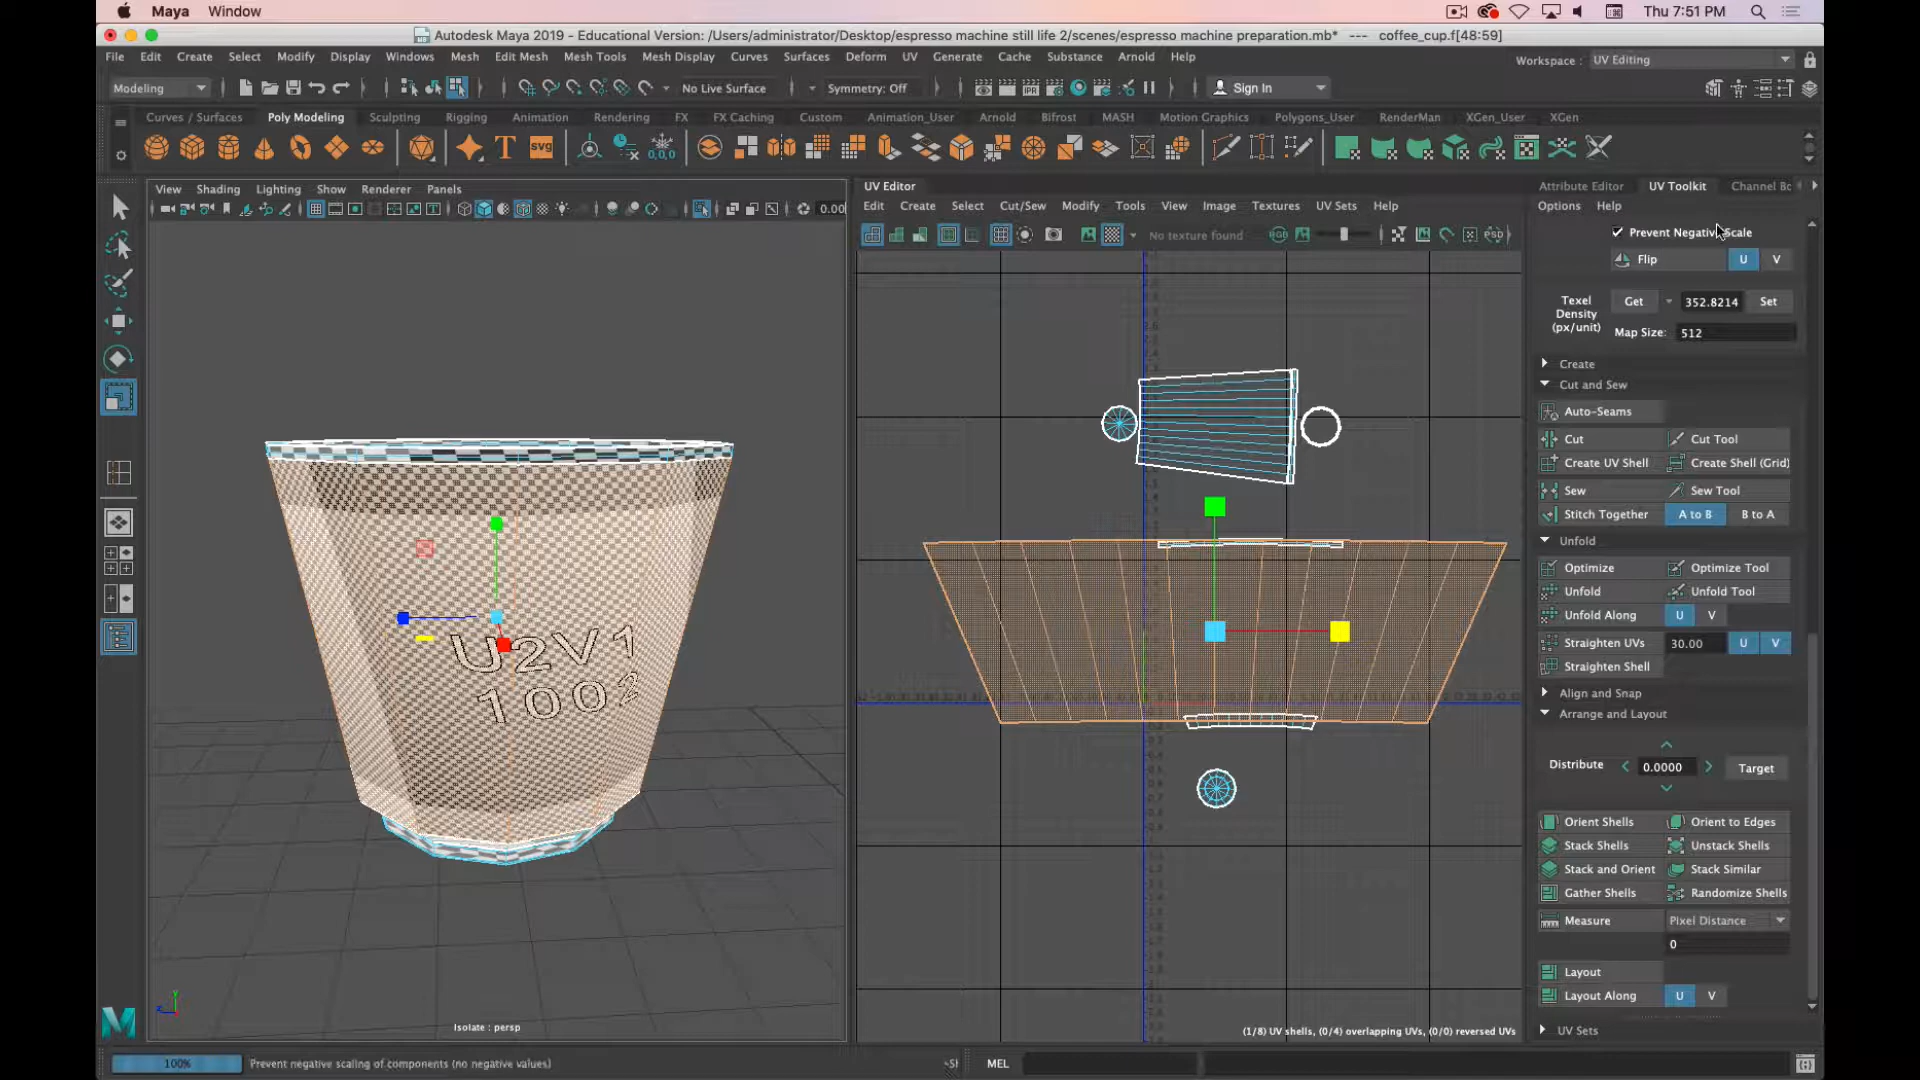 Maya Window
Thu 7:51 PM
Autodesk Maya 2019 - Educational Version: /Users/administrator/Desktop/espresso machine still life 2/scenes/espresso machine preparation.mb* --- coffee_cup.f[48:59]
File Edit Create Select Modify Display Windows Mesh Edit Mesh Mesh Tools Mesh Display Curves Surfaces Deform UV Generate Cache Substance Arnold Help
Workspace : UV Editing
Modeling No Live Surface Symmetry: Off Sign In
Curves / Surfaces Poly Modeling Sculpting Rigging Animation Rendering FX FX Caching Custom Animation_User Arnold Bifrost MASH Motion Graphics Polygons_User RenderMan XGen_User XGen
T SVG 0,0,0
View Shading Lighting Show Renderer Panels
UV Editor
Attribute Editor UV Toolkit Channel Bc
Edit Create Select Cut/Sew Modify Tools View Image Textures UV Sets Help
Options Help
0.00
No texture found
RGB
PSD
Prevent Negative Scale
Flip U V
Texel Density (px/unit) Get 352.8214 Set
Map Size: 512
Create
Cut and Sew
Auto-Seams
Cut Cut Tool
Create UV Shell Create Shell (Grid)
Sew Sew Tool
Stitch Together A to B B to A
Unfold
Optimize Optimize Tool
Unfold Unfold Tool
Unfold Along U V
Straighten UVs 30.00 U V
Straighten Shell
Align and Snap
Arrange and Layout
Distribute 0.0000 Target
Orient Shells Orient to Edges
Stack Shells Unstack Shells
Stack and Orient Stack Similar
Gather Shells Randomize Shells
Measure Pixel Distance
0
Layout
Layout Along U V
UV Sets
U2V1
1002
Isolate : persp
(1/8) UV shells, (0/4) overlapping UVs, (0/0) reversed UVs
100% Prevent negative scaling of components (no negative values)
MEL